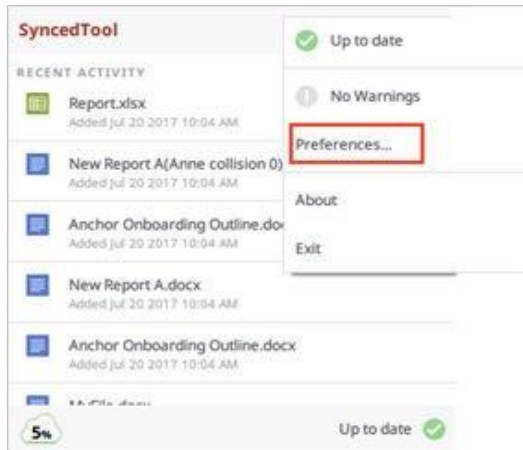 SyncedTool
RECENT ACTIVITY
Report.xlsx
Added Jul 20 2017 10:04 AM
New Report A(Anne collision 0)
Added Jul 20 2017 10:04 AM
Anchor Onboarding Outline.do
Added Jul 20 2017 10:04 AM
New Report A.docx
Added Jul 20 2017 10:04 AM
Anchor Onboarding Outline.docx
Added Jul 20 2017 10:04 AM
MyFile.docx
5%
Up to date
Up to date
No Warnings
Preferences...
About
Exit